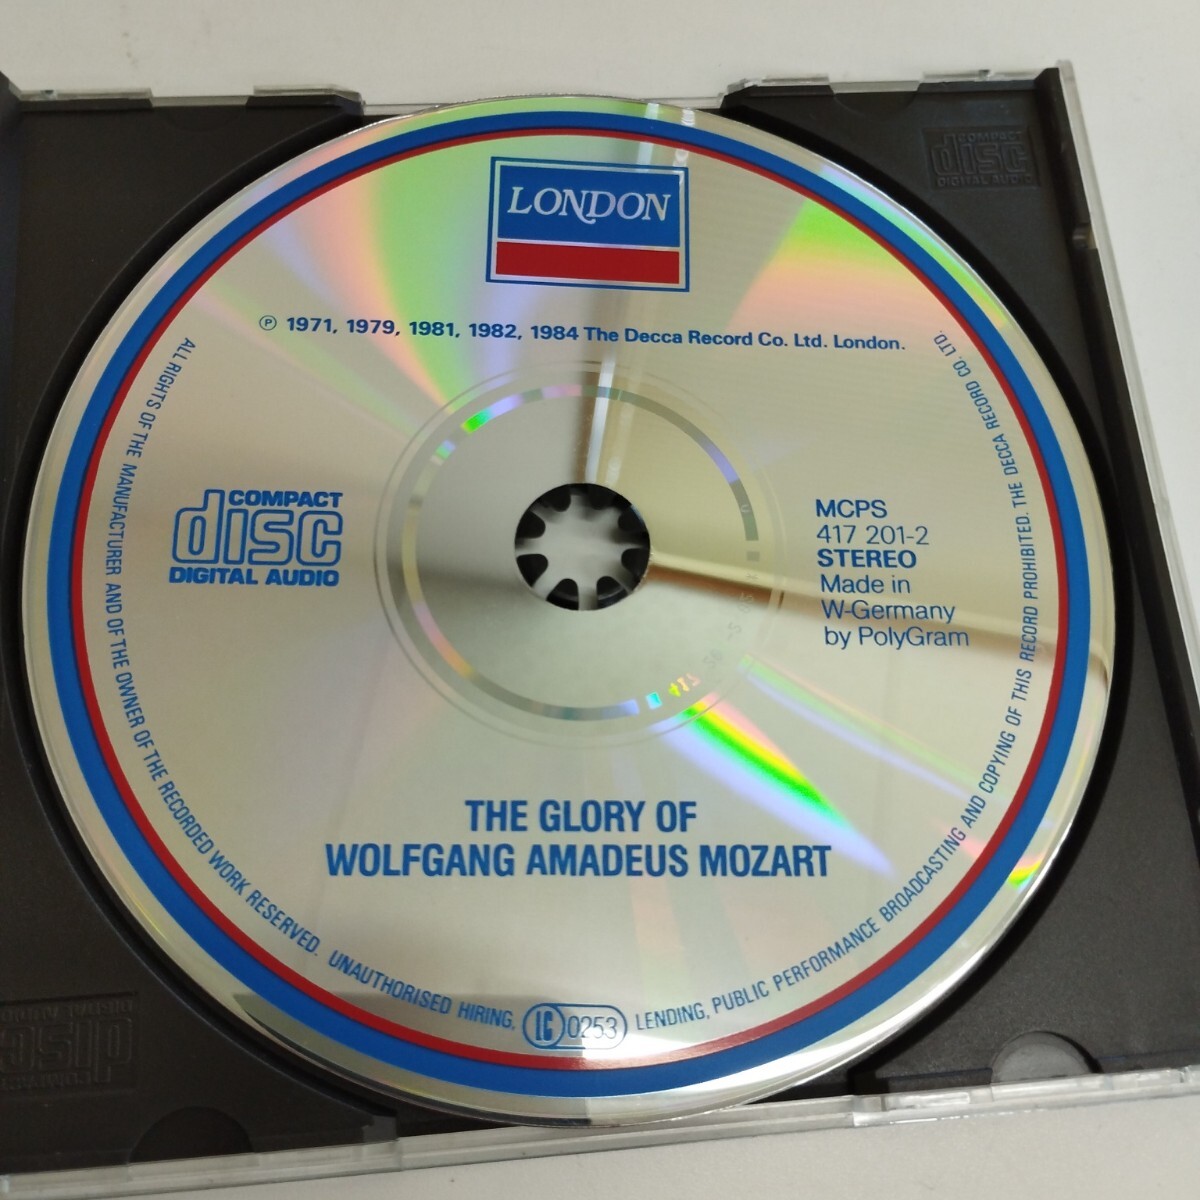 LONDON
℗ 1971, 1979, 1981, 1982, 1984 The Decca Record Co. Ltd. London.
COMPACT
disc
DIGITAL AUDIO
MCPS
417 201-2
STEREO
Made in
W-Germany
by PolyGram
THE GLORY OF
WOLFGANG AMADEUS MOZART
ALL RIGHTS OF THE MANUFACTURER AND OF THE OWNER OF THE RECORDED WORK RESERVED. UNAUTHORISED HIRING, LENDING, PUBLIC PERFORMANCE BROADCASTING AND COPYING OF THIS RECORD PROHIBITED. THE DECCA RECORD CO. LTD.
0253
COMPACT
disc
DIGITAL AUDIO